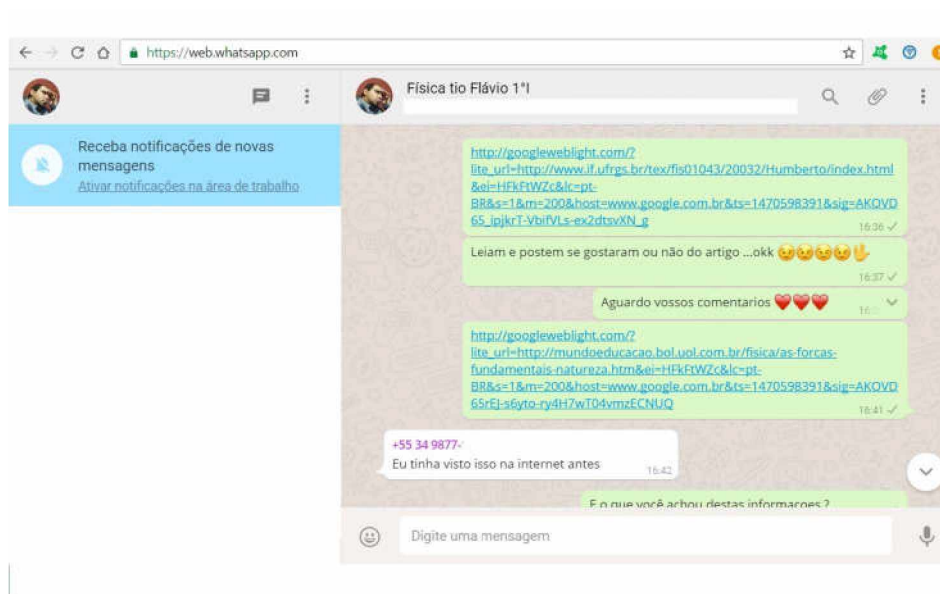 https://web.whatsapp.com
Física tio Flávio 1°I
Receba notificações de novas
mensagens
Ativar notificações na área de trabalho
http://googleweblight.com/?
lite_url=http://www.if.ufrgs.br/tex/fis01043/20032/Humberto/index.html
&ei=HFkFtWZc&lc=pt-
BR&s=1&m=200&host=www.google.com.br&ts=1470598391&sig=AKOVD
65_ipjkrT-VbifVLs-ex2dtsvXN_g
16:36
Leiam e postem se gostaram ou não do artigo ...okk 😉😉😉😉🖖
16:37
Aguardo vossos comentarios ❤❤❤
http://googleweblight.com/?
lite_url=http://mundoeducacao.bol.uol.com.br/fisica/as-forcas-
fundamentais-natureza.htm&ei=HFkFtWZc&lc=pt-
BR&s=1&m=200&host=www.google.com.br&ts=1470598391&sig=AKOVD
65rEJ-s6yto-ry4H7wT04vmzECNUQ
16:41
+55 34 9877-
Eu tinha visto isso na internet antes
16:42
E o que você achou destas informacoes ?
Digite uma mensagem